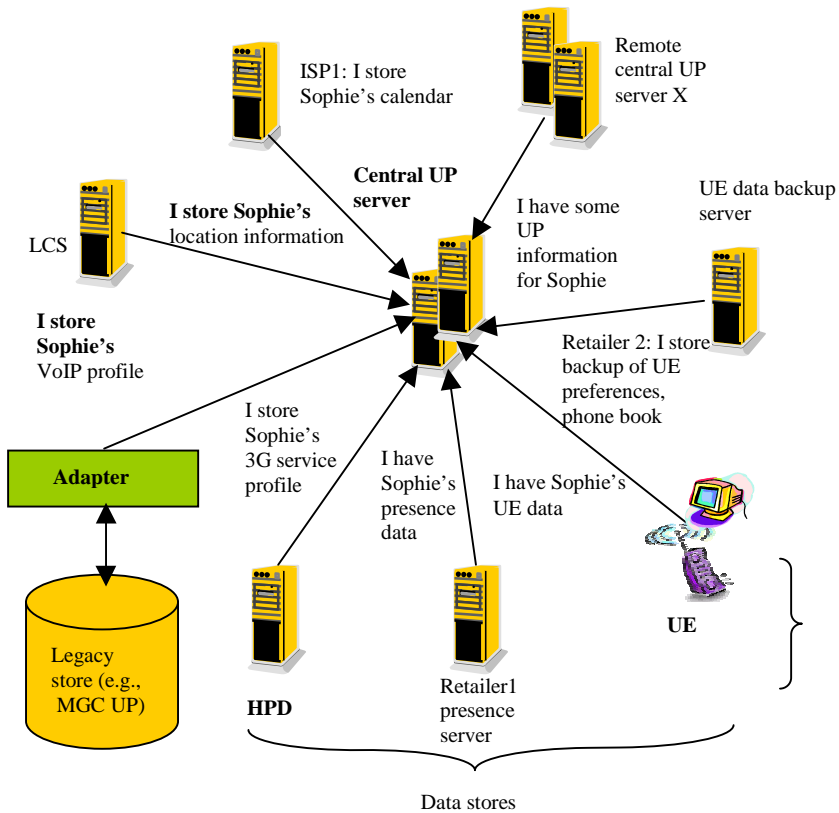 ISP1: I store
Sophie's calendar
Remote
central UP
server X
Central UP
server
UE data backup
server
I store Sophie's
location information
LCS
I have some
UP
information
for Sophie
I store
Sophie's
VoIP profile
Retailer 2: I store
backup of UE
preferences,
phone book
I store
Sophie's
3G service
profile
I have
Sophie's
presence
data
I have Sophie's
UE data
Adapter
UE
Legacy
store (e.g.,
MGC UP)
HPD
Retailer1
presence
server
Data stores